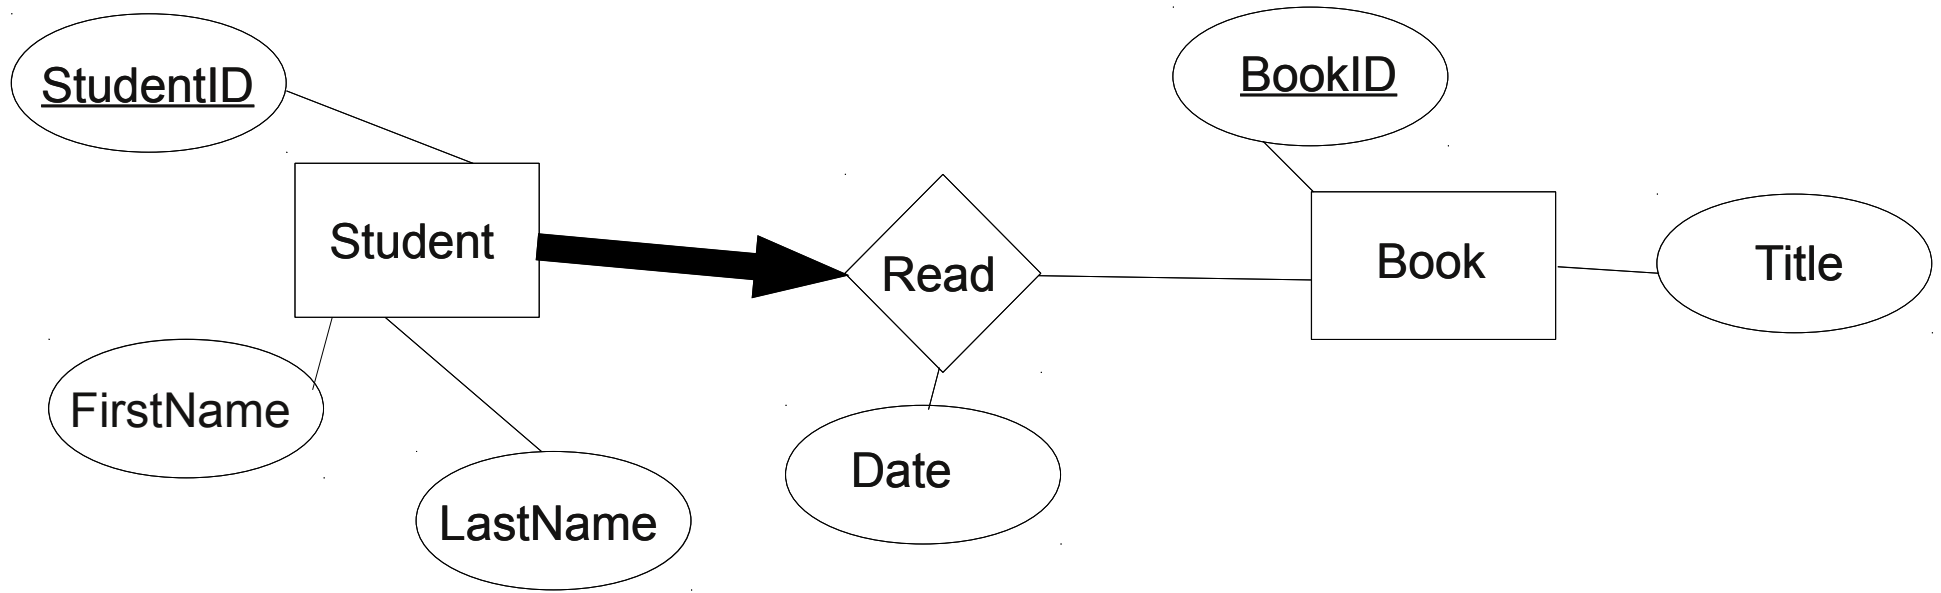 StudentID
BookID
Student
Read
Book
Title
FirstName
Date
LastName